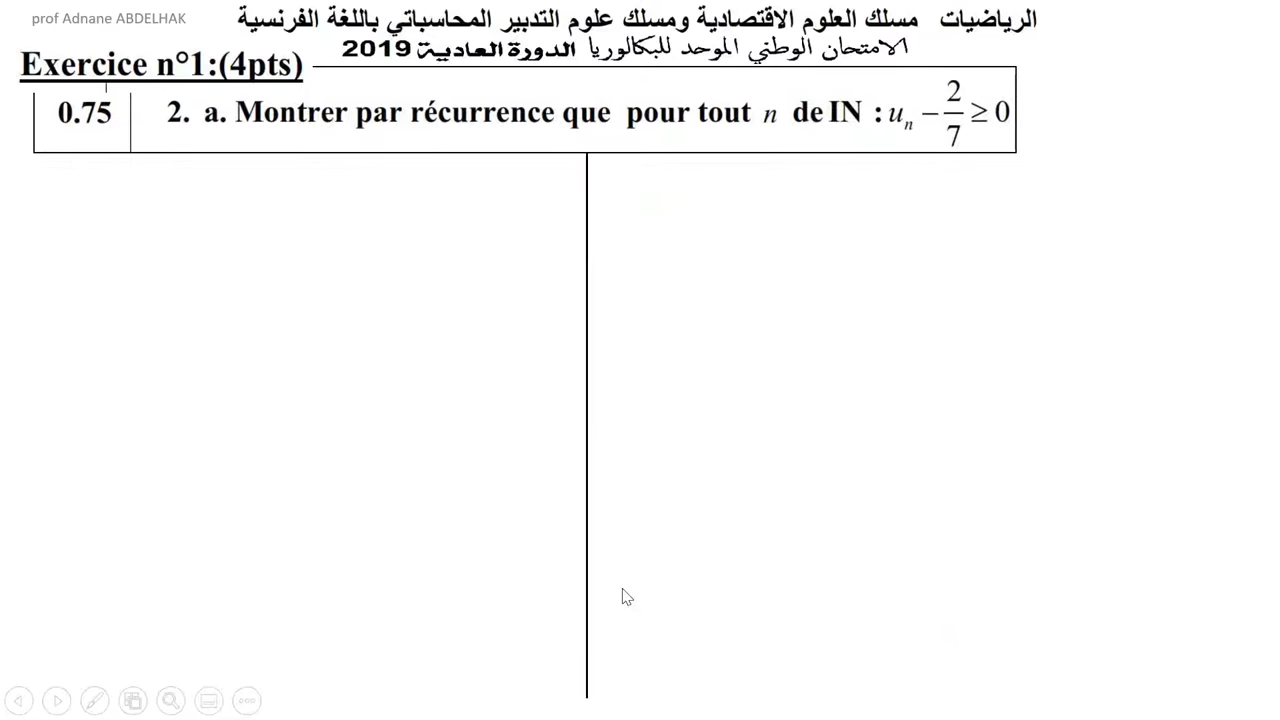 prof Adnane ABDELHAK
الرياضيات مسلك العلوم الاقتصادية ومسلك علوم التدبير المحاسباتي باللغة الفرنسية
الامتحان الوطني الموحد للبكالوريا الدورة العادية 2019
Exercice n°1:(4pts)
0.75 2. a. Montrer par récurrence que pour tout n de IN : uₙ − 2/7 ≥ 0